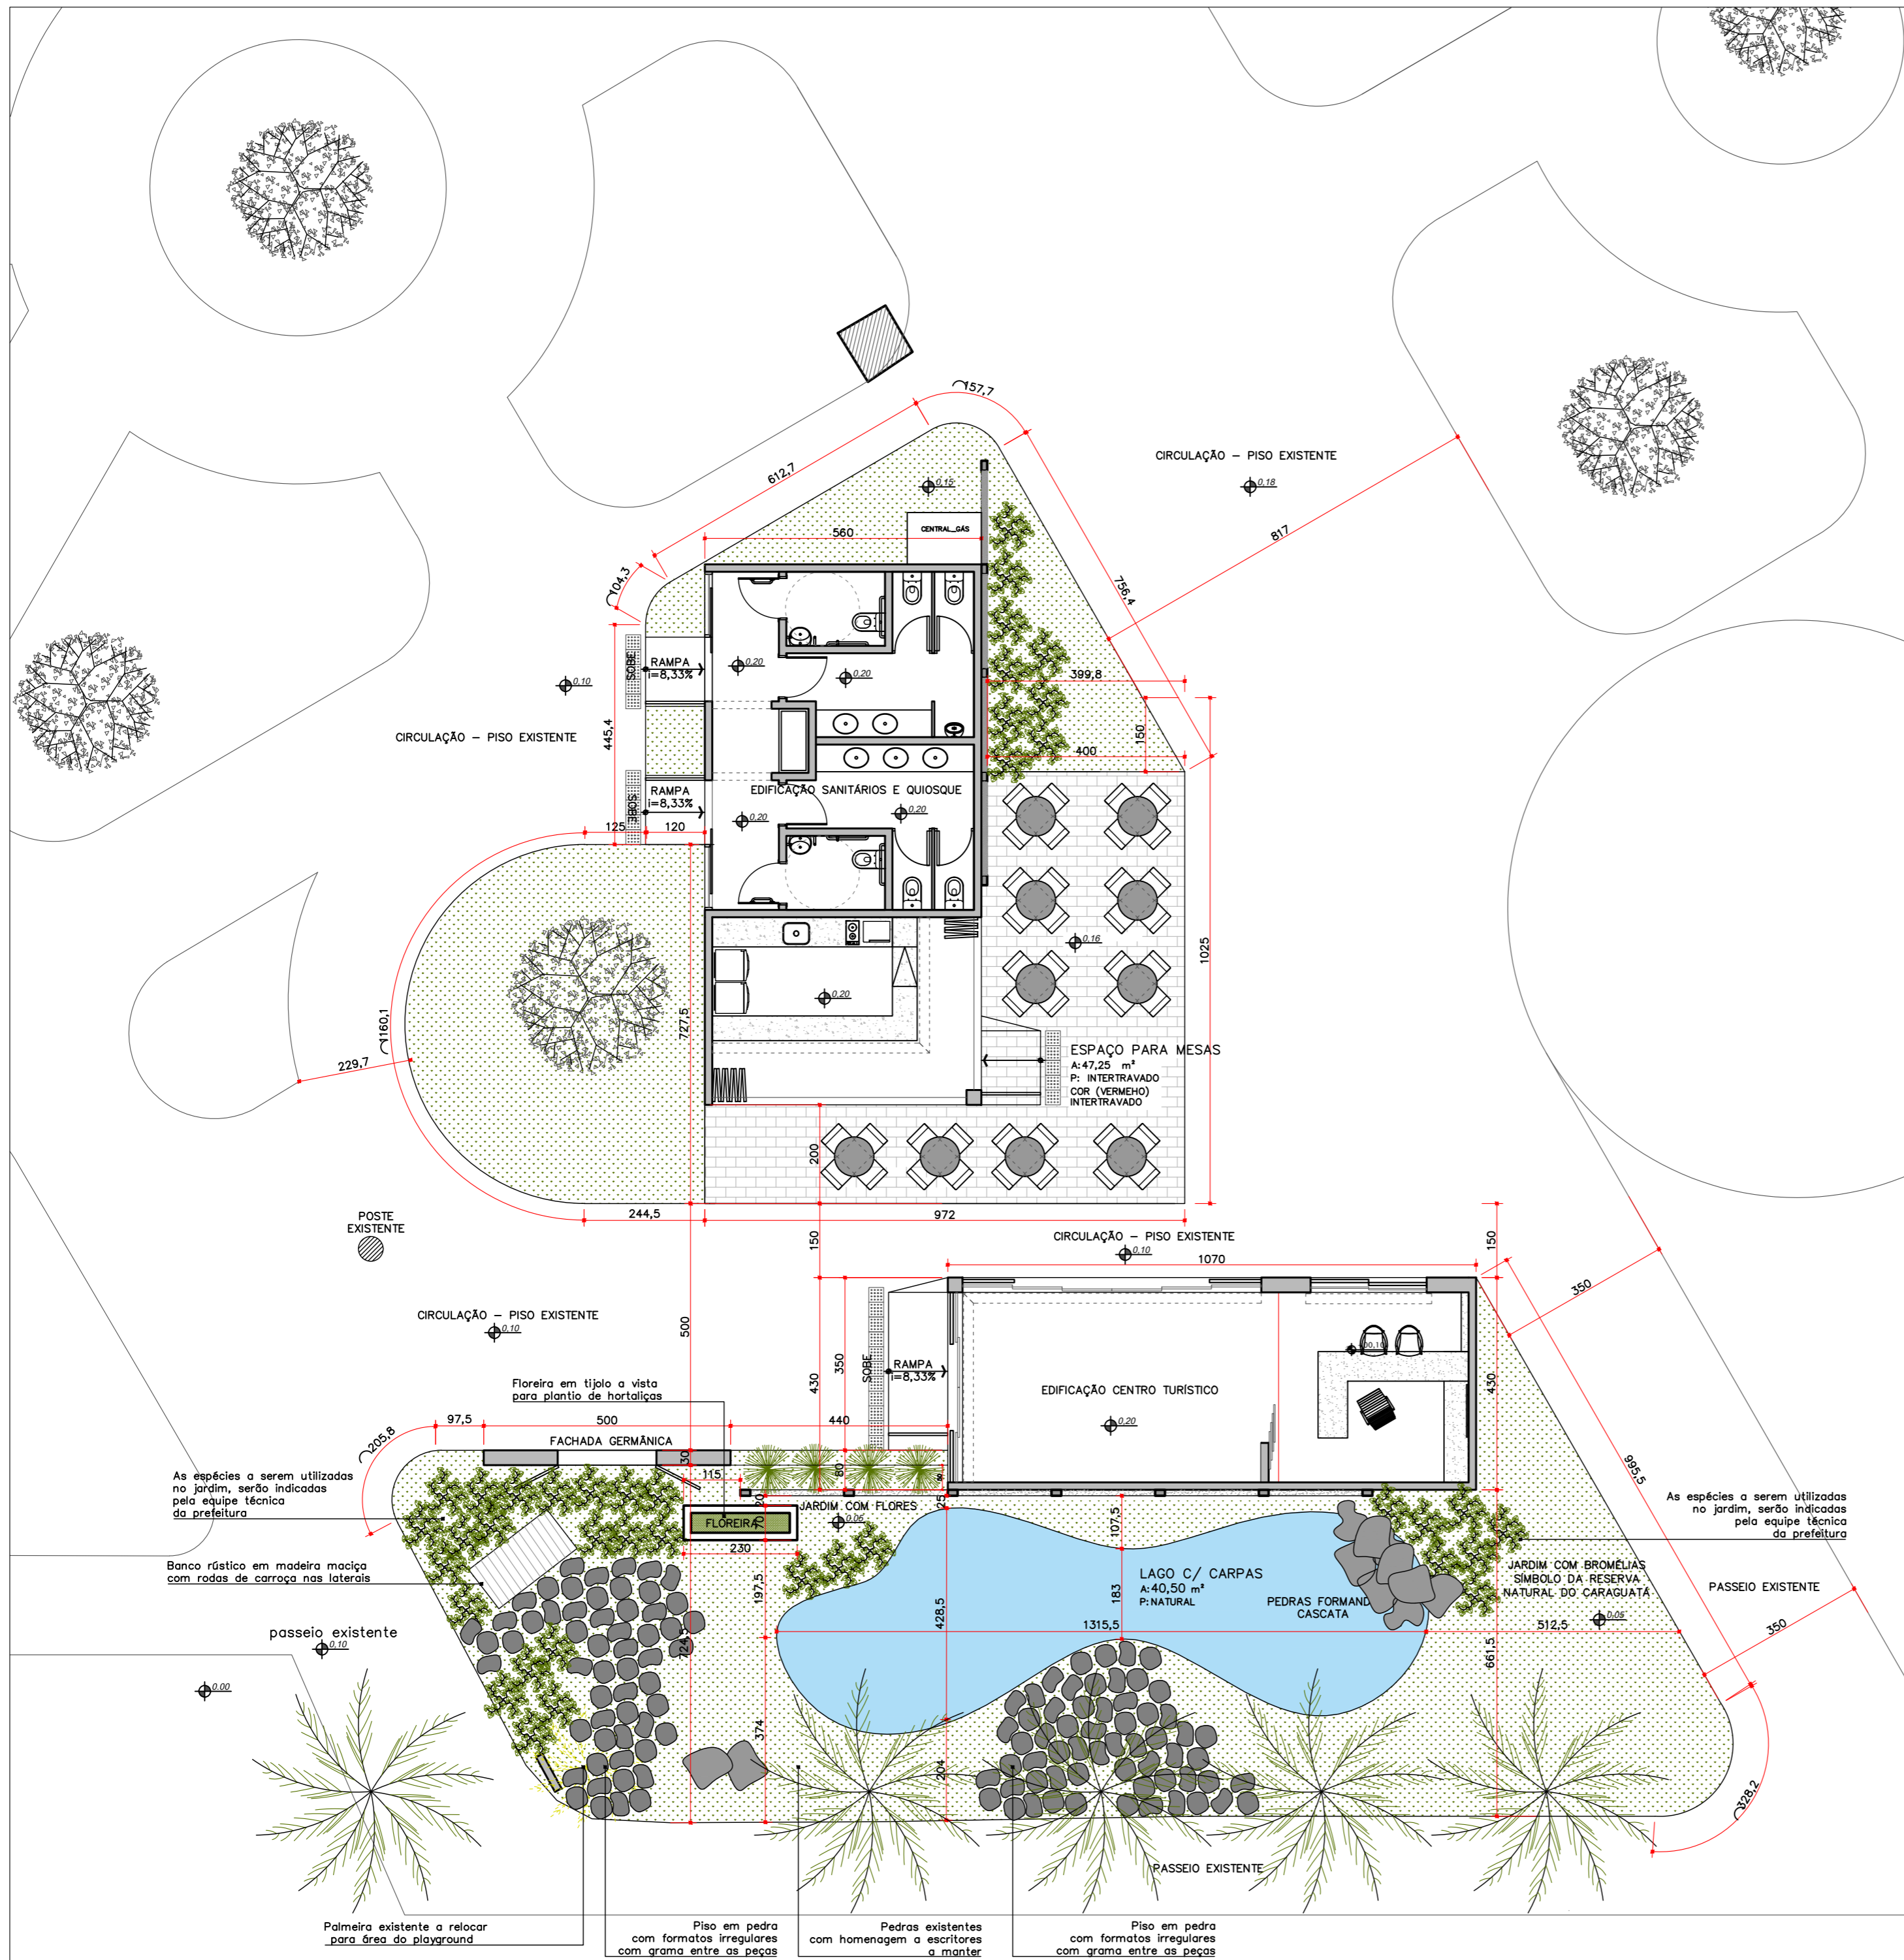 157,7
612,7
CIRCULAÇÃO – PISO EXISTENTE
0,18
0,15
817
CENTRAL_GÁS
560
104,3
756,4
SOBE
RAMPA
i=8,33%
0,20
0,20
0,10
399,8
445,4
160
CIRCULAÇÃO – PISO EXISTENTE
400
RAMPA
i=8,33%
SOBE
EDIFICAÇÃO SANITÁRIOS E QUIOSQUE
0,20
0,20
125
120
0,16
1025
0,20
727,5
1160,1
229,7
ESPAÇO PARA MESAS
A:47,25 m²
P: INTERTRAVADO
COR (VERMEHO)
INTERTRAVADO
200
POSTE
EXISTENTE
244,5
972
150
CIRCULAÇÃO – PISO EXISTENTE
0,10
150
1070
350
CIRCULAÇÃO – PISO EXISTENTE
0,10
500
430
350
SOBE
RAMPA
i=8,33%
EDIFICAÇÃO CENTRO TURÍSTICO
0,20
430
Floreira em tijolo a vista
para plantio de hortaliças
97,5
500
440
205,8
FACHADA GERMÂNICA
30
115
80
995,5
As espécies a serem utilizadas
no jardim, serão indicadas
pela equipe técnica
da prefeitura
20
25
JARDIM COM FLORES
0,05
FLOREIRA
70
230
107,5
As espécies a serem utilizadas
no jardim, serão indicadas
pela equipe técnica
da prefeitura
Banco rústico em madeira maciça
com rodas de carroça nas laterais
197,5
LAGO C/ CARPAS
A:40,50 m²
P:NATURAL
183
PEDRAS FORMAND
CASCATA
JARDIM COM BROMÉLIAS
SÍMBOLO DA RESERVA
NATURAL DO CARAGUATÁ
0,05
PASSEIO EXISTENTE
passeio existente
0,10
428,5
1315,5
512,5
350
661,5
0,00
374
204
328,2
PASSEIO EXISTENTE
Palmeira existente a relocar
para área do playground
Piso em pedra
com formatos irregulares
com grama entre as peças
Pedras existentes
com homenagem a escritores
a manter
Piso em pedra
com formatos irregulares
com grama entre as peças